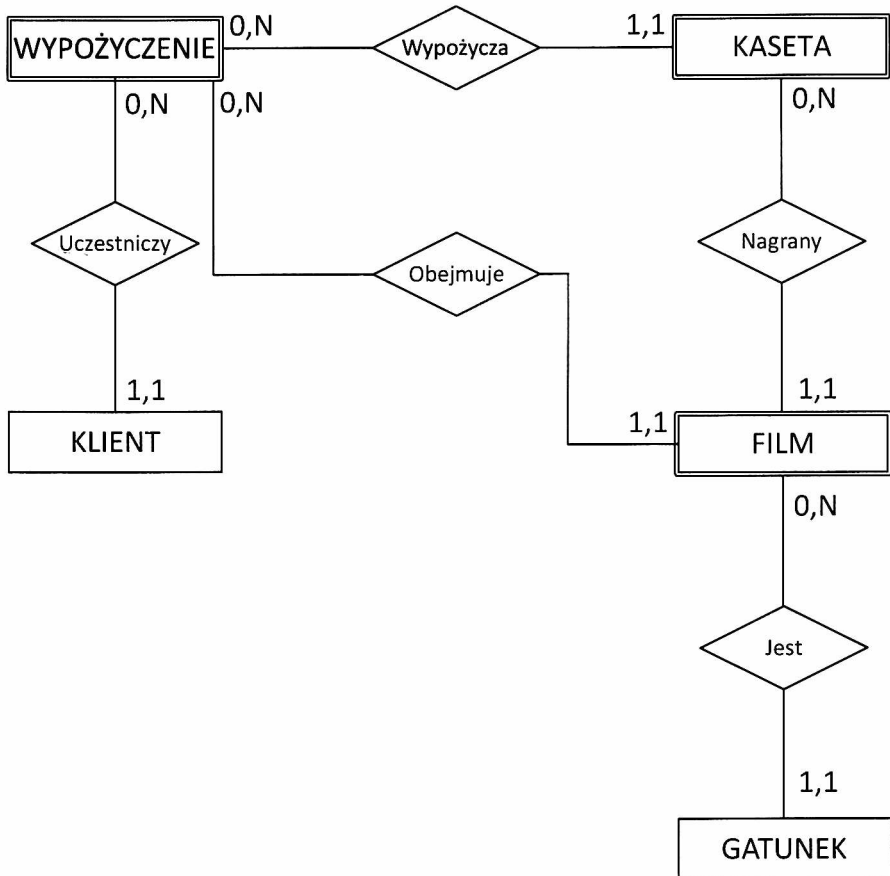 0,N
1,1
WYPOŻYCZENIE
Wypożycza
KASETA
0,N
0,N
0,N
Uczestniczy
Obejmuje
Nagrany
1,1
1,1
1,1
KLIENT
FILM
0,N
Jest
1,1
GATUNEK